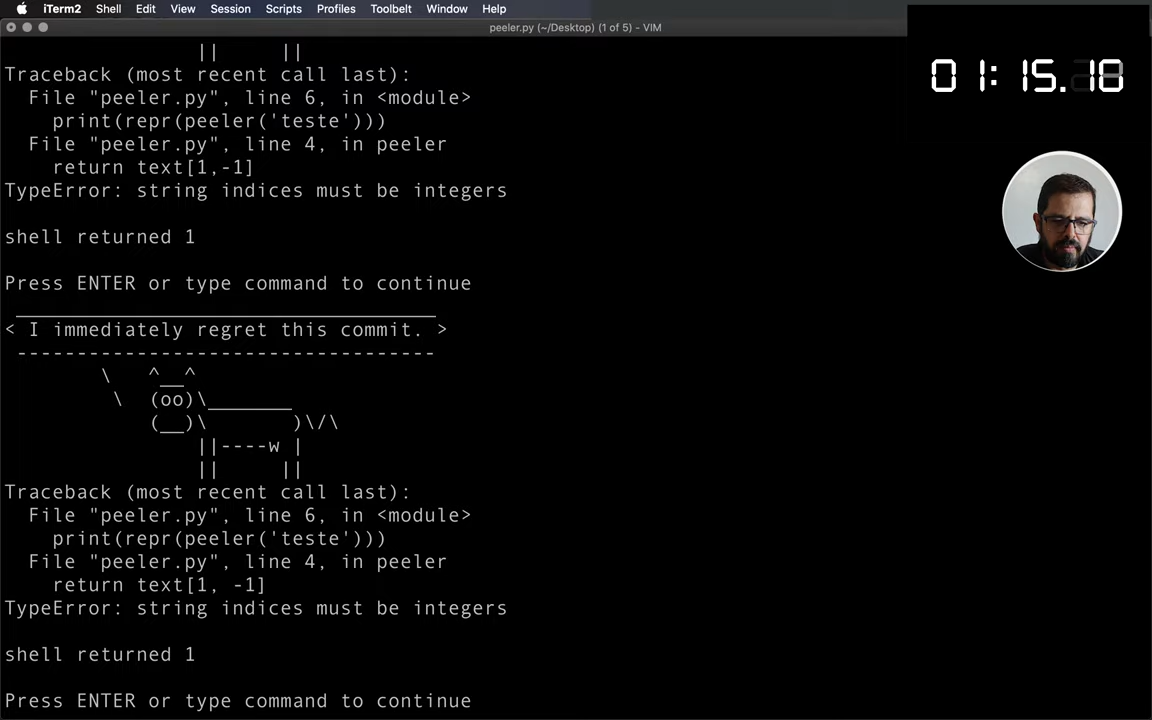 iTerm2 Shell Edit View Session Scripts Profiles Toolbelt Window Help
peeler.py (~/Desktop) (1 of 5) - VIM
01:15.18
||     ||
Traceback (most recent call last):
  File "peeler.py", line 6, in <module>
    print(repr(peeler('teste')))
  File "peeler.py", line 4, in peeler
    return text[1,-1]
TypeError: string indices must be integers
shell returned 1
Press ENTER or type command to continue
 ___________________________________
< I immediately regret this commit. >
 -----------------------------------
        \   ^__^
         \  (oo)\_______
            (__)\       )\/\
                ||----w |
                ||     ||
Traceback (most recent call last):
  File "peeler.py", line 6, in <module>
    print(repr(peeler('teste')))
  File "peeler.py", line 4, in peeler
    return text[1, -1]
TypeError: string indices must be integers
shell returned 1
Press ENTER or type command to continue